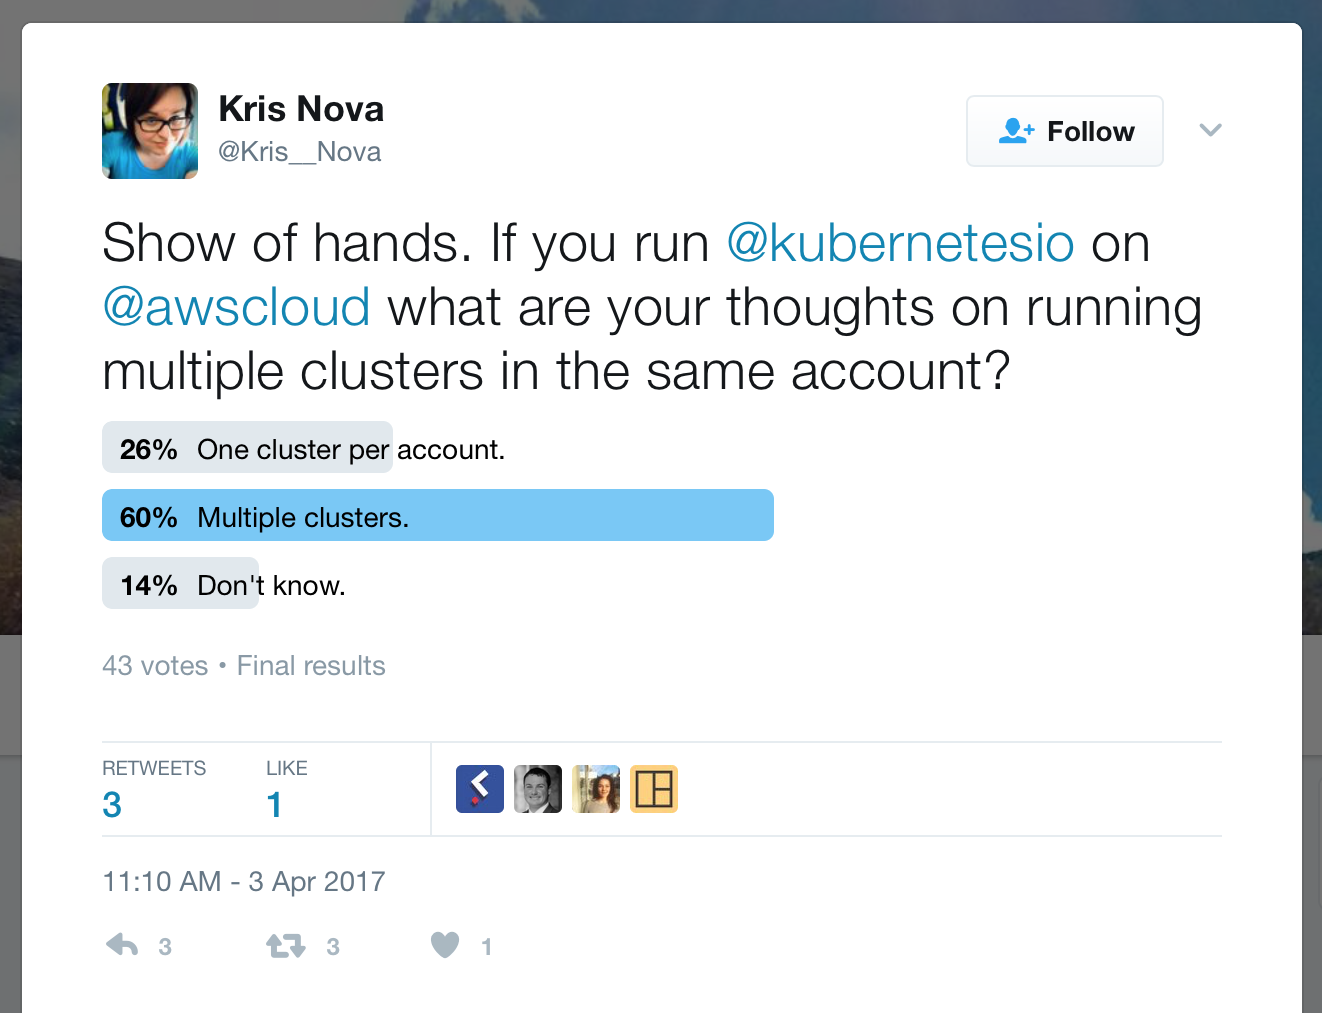 Kris Nova
@Kris__Nova
Follow
Show of hands. If you run @kubernetesio on
@awscloud what are your thoughts on running
multiple clusters in the same account?
26% One cluster per account.
60% Multiple clusters.
14% Don't know.
43 votes • Final results
RETWEETS LIKE
3 1
11:10 AM - 3 Apr 2017
3 3 1